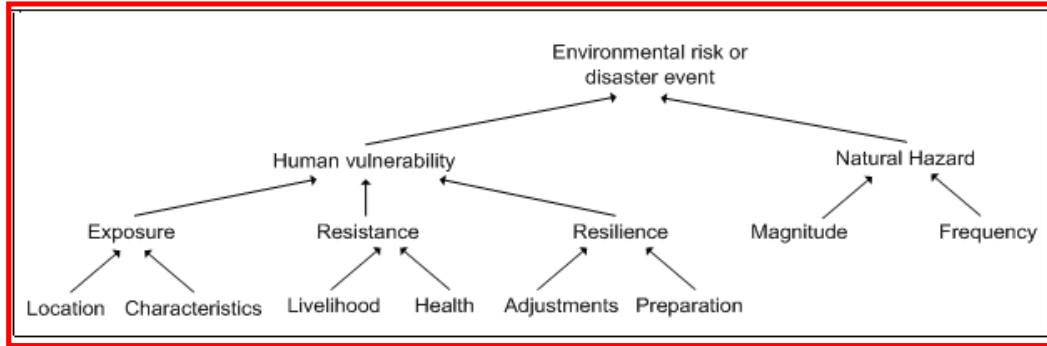 Environmental risk or
disaster event
Human vulnerability
Natural Hazard
Exposure
Resistance
Resilience
Magnitude
Frequency
Location
Characteristics
Livelihood
Health
Adjustments
Preparation